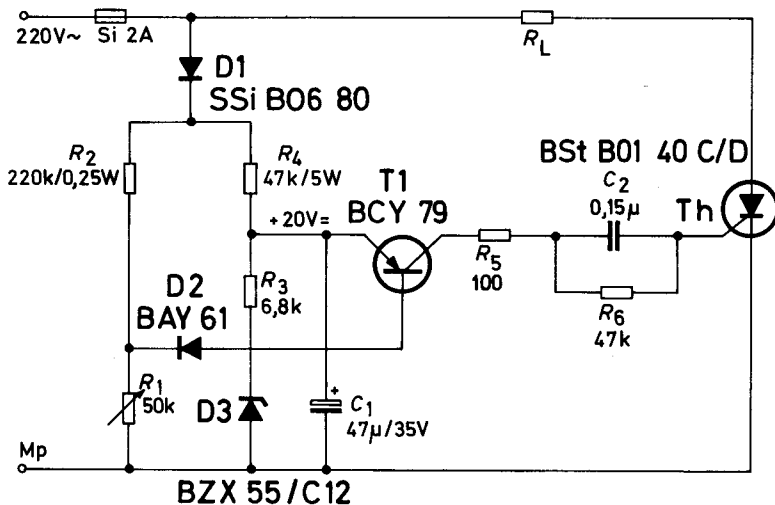 220V~ Si 2A
R_L
D1
SSi B06 80
R2
220k/0,25W
R4
47k/5W
BSt B01 40 C/D
T1
BCY 79
C2
0,15µ
Th
+20V=
R5
100
R3
6,8k
R6
47k
D2
BAY 61
R1
50k
D3
+
C1
47µ/35V
Mp
BZX 55/C12